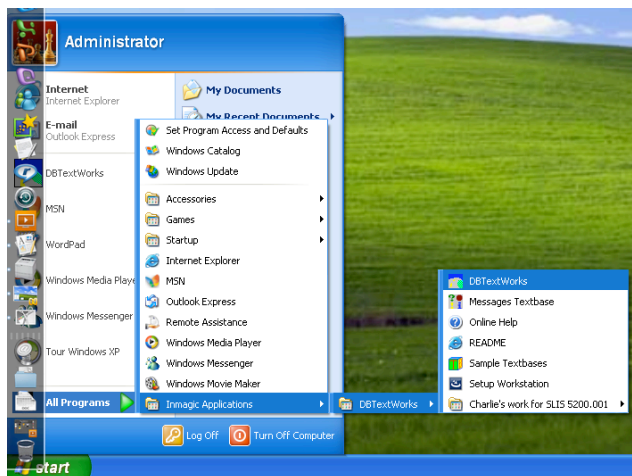 Administrator
Internet
Internet Explorer
E-mail
Outlook Express
DBTextWorks
MSN
WordPad
Windows Media Playe
Windows Messenger
Tour Windows XP
All Programs
My Documents
My Recent Documents
Set Program Access and Defaults
Windows Catalog
Windows Update
Accessories
Games
Startup
Internet Explorer
MSN
Outlook Express
Remote Assistance
Windows Media Player
Windows Messenger
Windows Movie Maker
Inmagic Applications
DBTextWorks
DBTextWorks
Messages Textbase
Online Help
README
Sample Textbases
Setup Workstation
Charlie's work for SLIS 5200.001
Log Off
Turn Off Computer
start